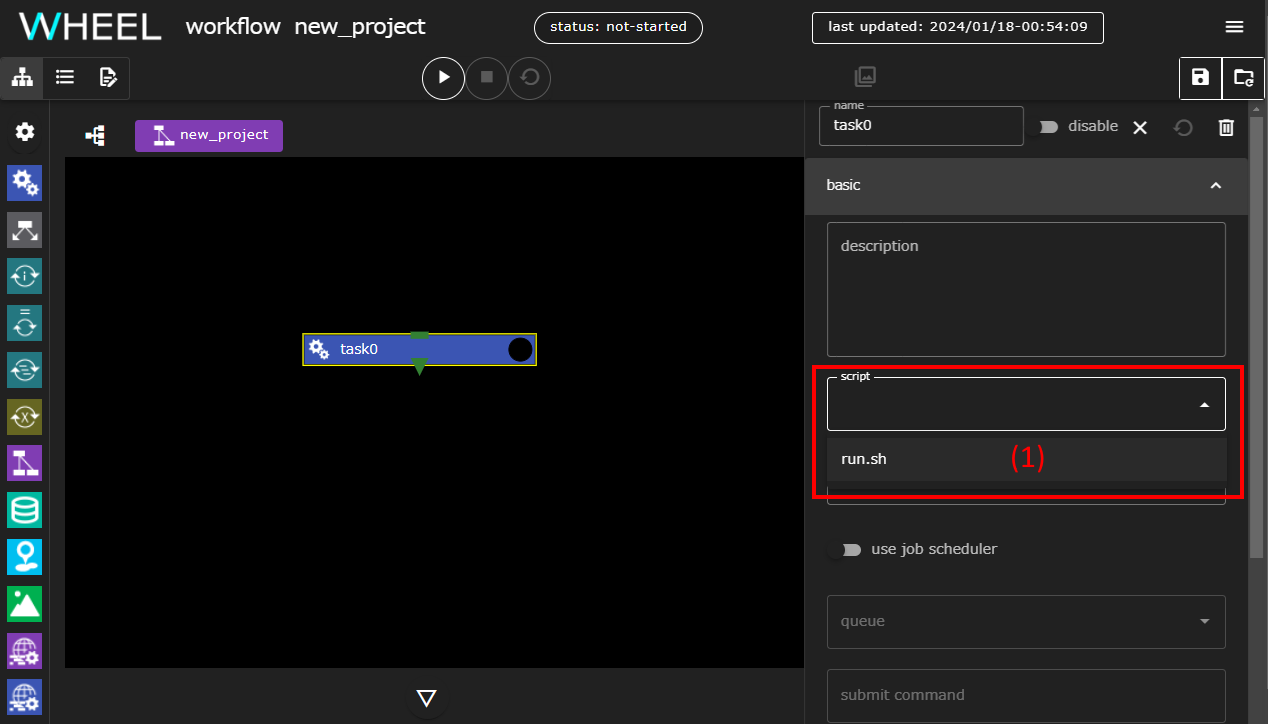 WHEEL workflow new_project status: not-started last updated: 2024/01/18-00:54:09
new_project
name
task0
disable
basic
description
task0
script
run.sh
(1)
use job scheduler
queue
submit command